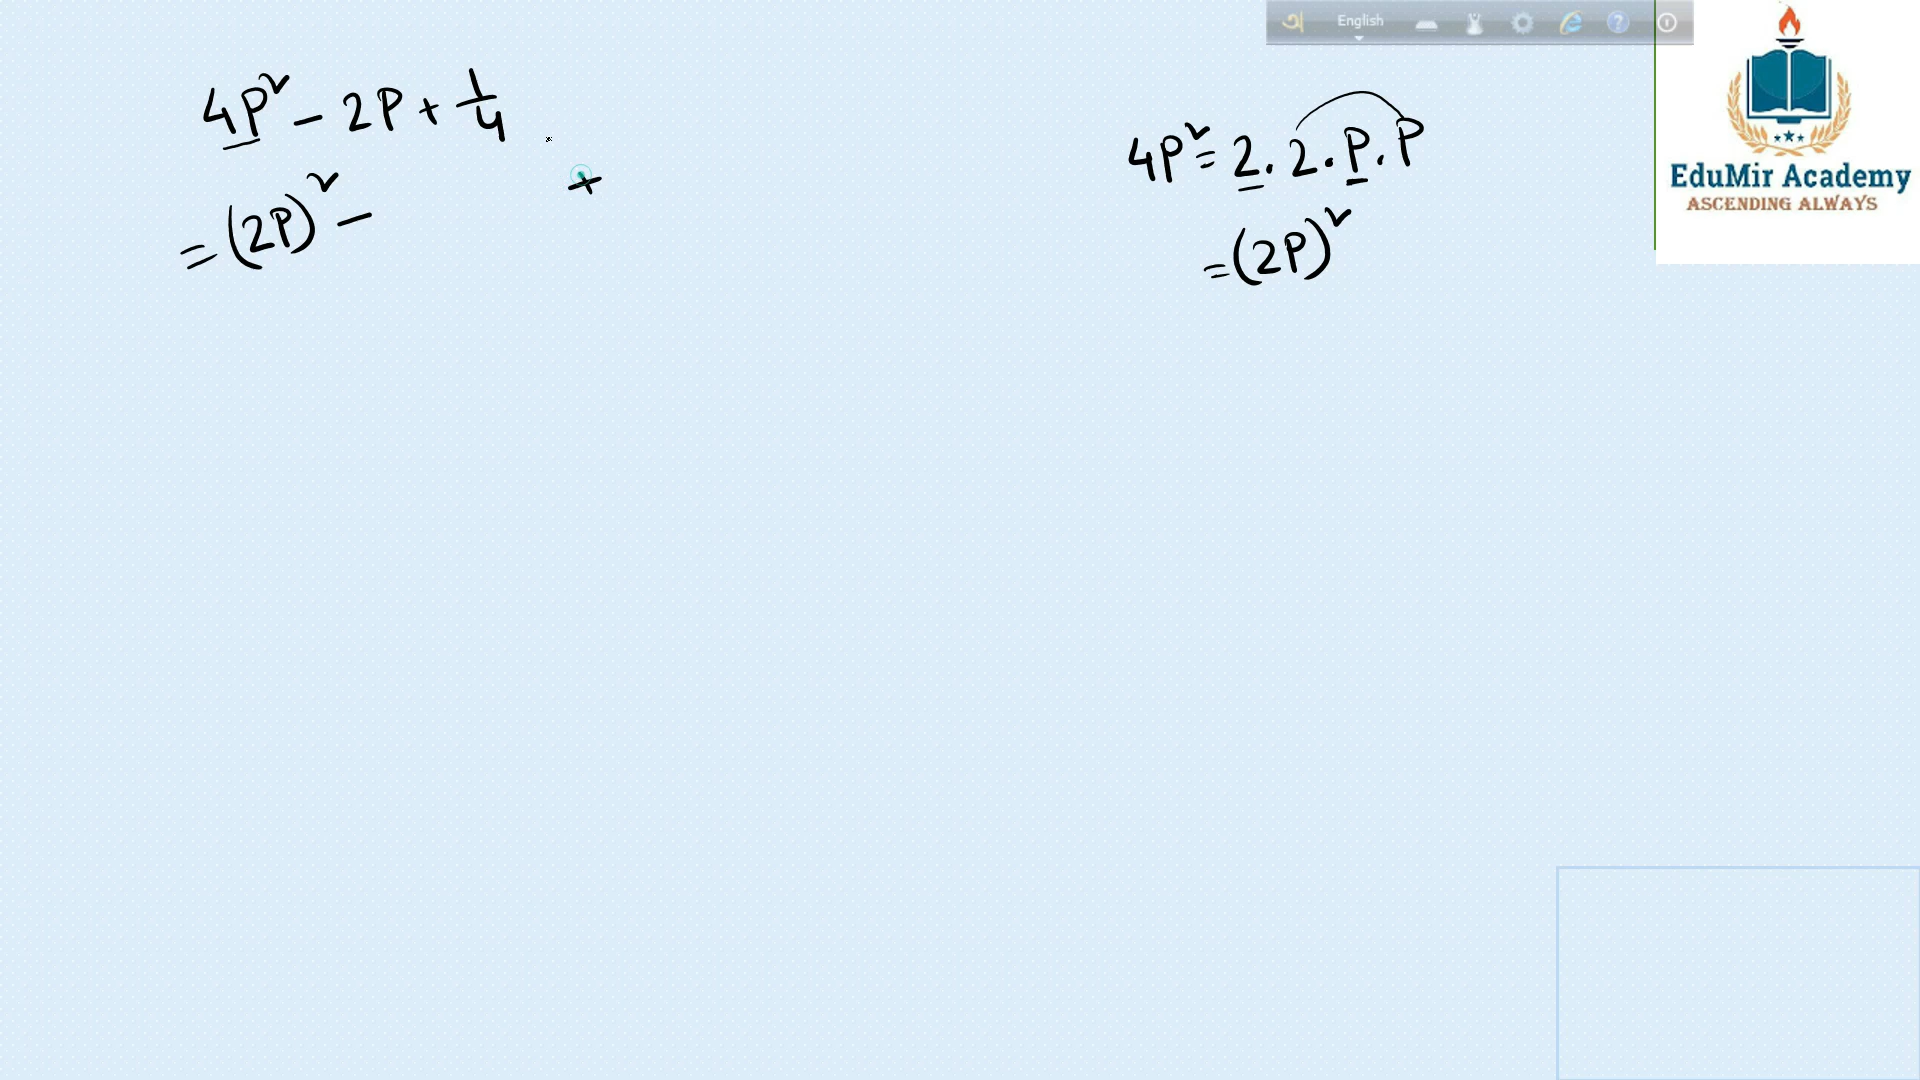 English
4P² - 2P + 1/4
= (2P)² - +
4P² = 2 . 2 . P . P
= (2P)²
EduMir Academy
ASCENDING ALWAYS